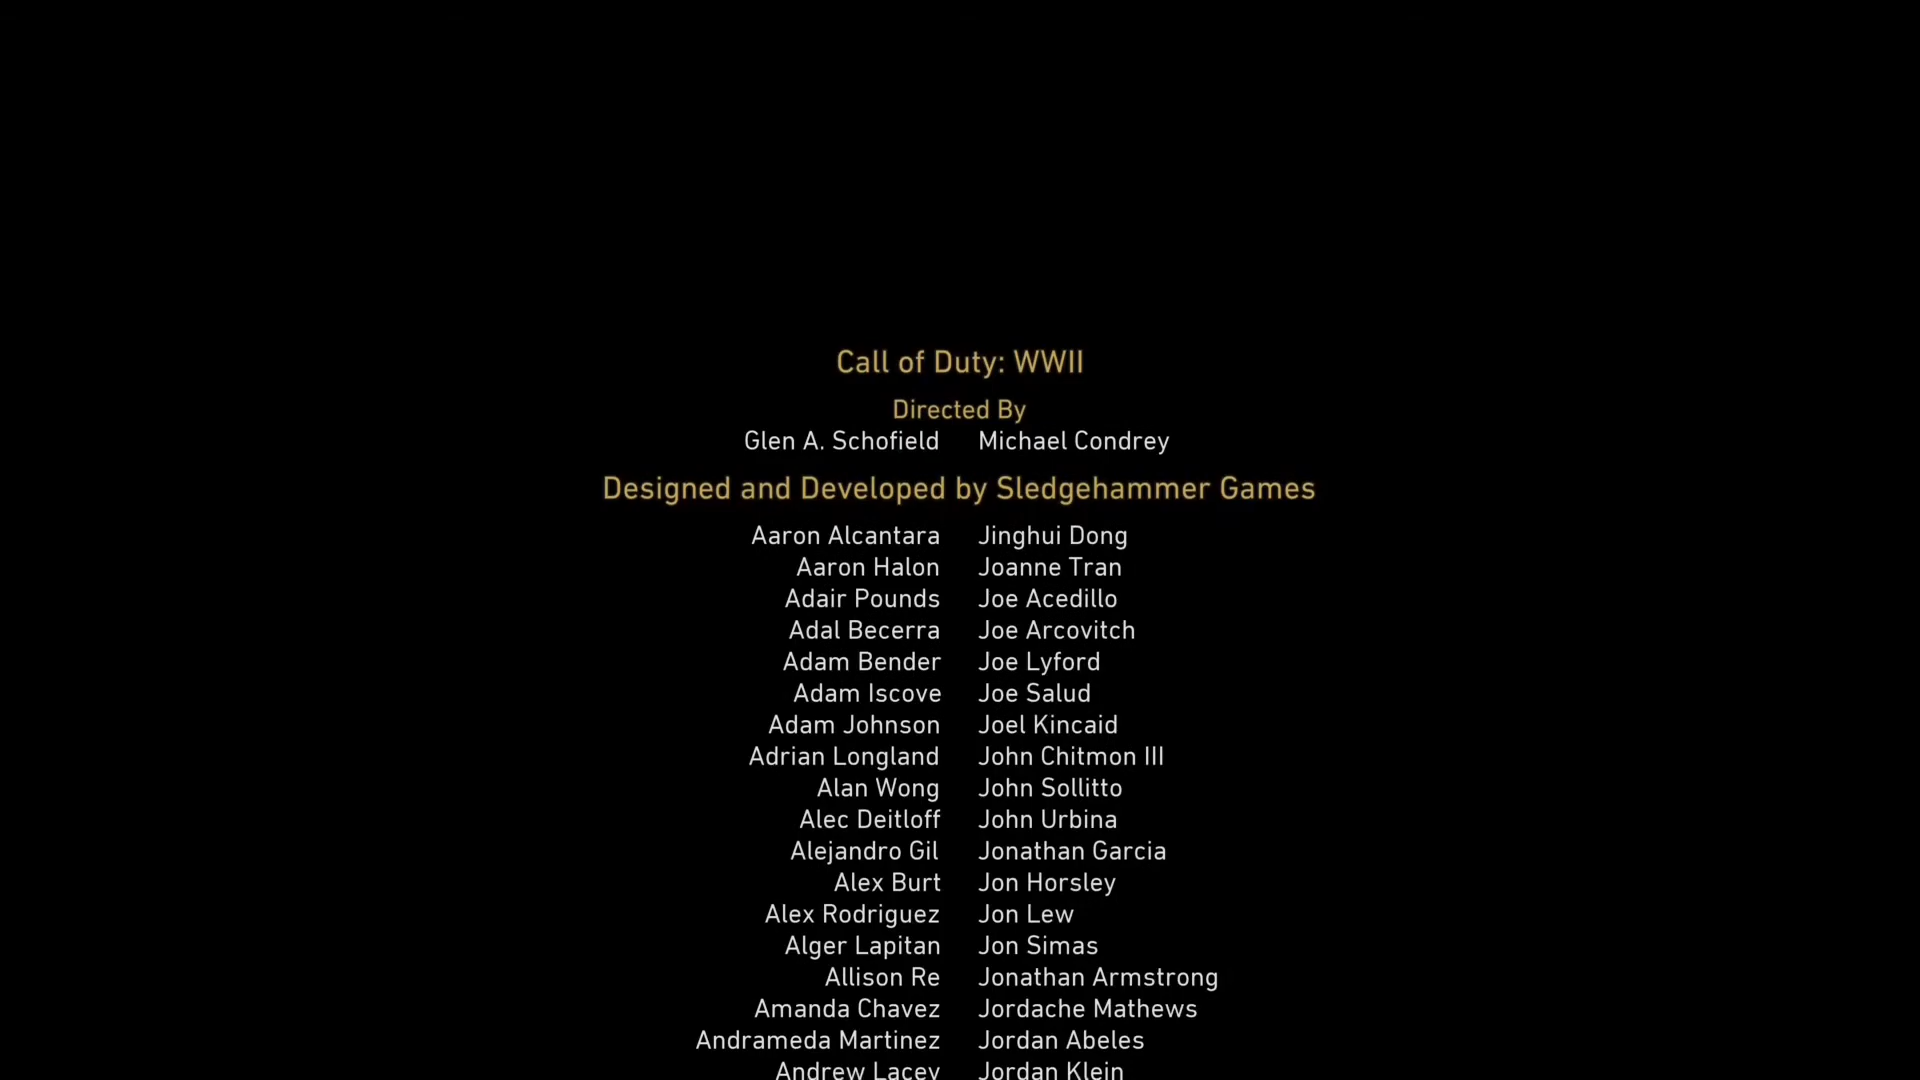 Call of Duty: WWII
Directed By
Glen A. Schofield Michael Condrey
Designed and Developed by Sledgehammer Games
Aaron Alcantara Jinghui Dong
Aaron Halon Joanne Tran
Adair Pounds Joe Acedillo
Adal Becerra Joe Arcovitch
Adam Bender Joe Lyford
Adam Iscove Joe Salud
Adam Johnson Joel Kincaid
Adrian Longland John Chitmon III
Alan Wong John Sollitto
Alec Deitloff John Urbina
Alejandro Gil Jonathan Garcia
Alex Burt Jon Horsley
Alex Rodriguez Jon Lew
Alger Lapitan Jon Simas
Allison Re Jonathan Armstrong
Amanda Chavez Jordache Mathews
Andrameda Martinez Jordan Abeles
Andrew Lacey Jordan Klein